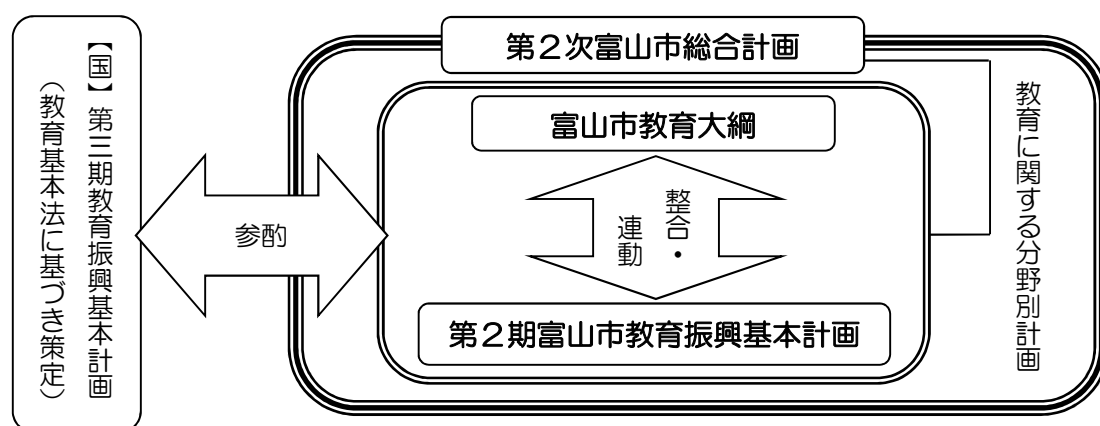 【国】第三期教育振興基本計画
（教育基本法に基づき策定）
参酌
第２次富山市総合計画
富山市教育大綱
整合・
連動
第２期富山市教育振興基本計画
教育に関する分野別計画